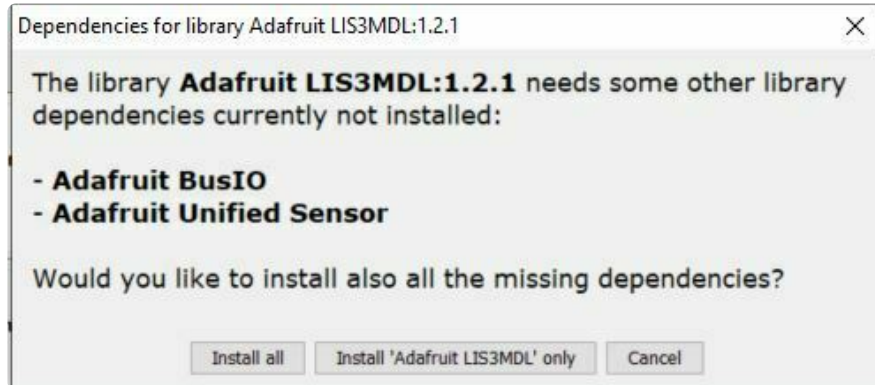 Dependencies for library Adafruit LIS3MDL:1.2.1
The library Adafruit LIS3MDL:1.2.1 needs some other library
dependencies currently not installed:
- Adafruit BusIO
- Adafruit Unified Sensor
Would you like to install also all the missing dependencies?
Install all Install 'Adafruit LIS3MDL' only Cancel